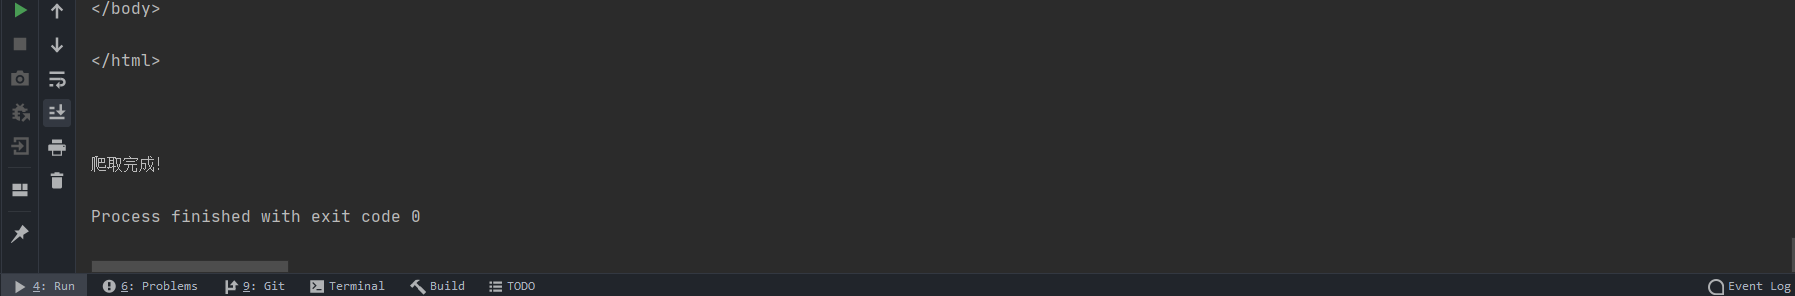 </body>
</html>
爬取完成!
Process finished with exit code 0
4: Run 6: Problems 9: Git Terminal Build TODO Event Log